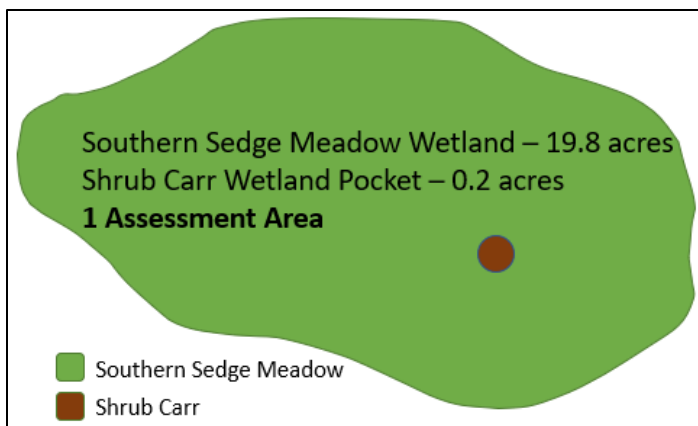 Southern Sedge Meadow Wetland – 19.8 acres
Shrub Carr Wetland Pocket – 0.2 acres
1 Assessment Area
Southern Sedge Meadow
Shrub Carr